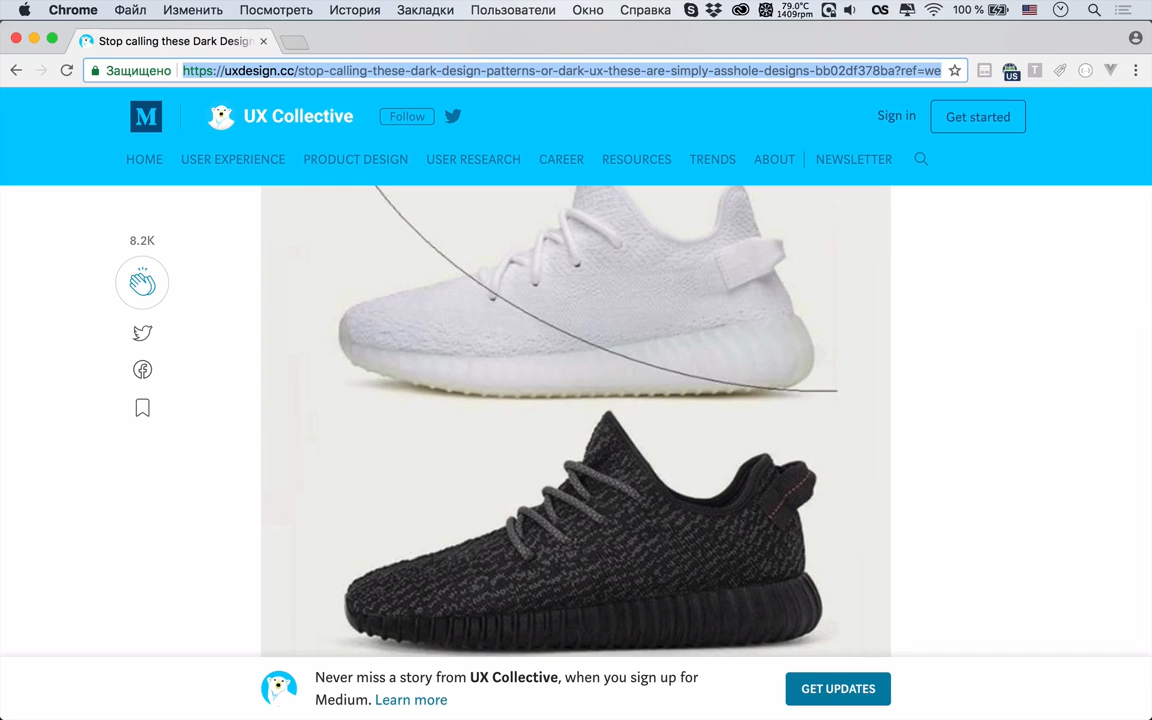 Chrome Файл Изменить Посмотреть История Закладки Пользователи Окно Справка 79.0°C 1409rpm 100 %
Stop calling these Dark Design
Защищено https://uxdesign.cc/stop-calling-these-dark-design-patterns-or-dark-ux-these-are-simply-asshole-designs-bb02df378ba?ref=we
US
M UX Collective Follow Sign in Get started
HOME USER EXPERIENCE PRODUCT DESIGN USER RESEARCH CAREER RESOURCES TRENDS ABOUT NEWSLETTER
8.2K
Never miss a story from UX Collective, when you sign up for
Medium. Learn more
GET UPDATES